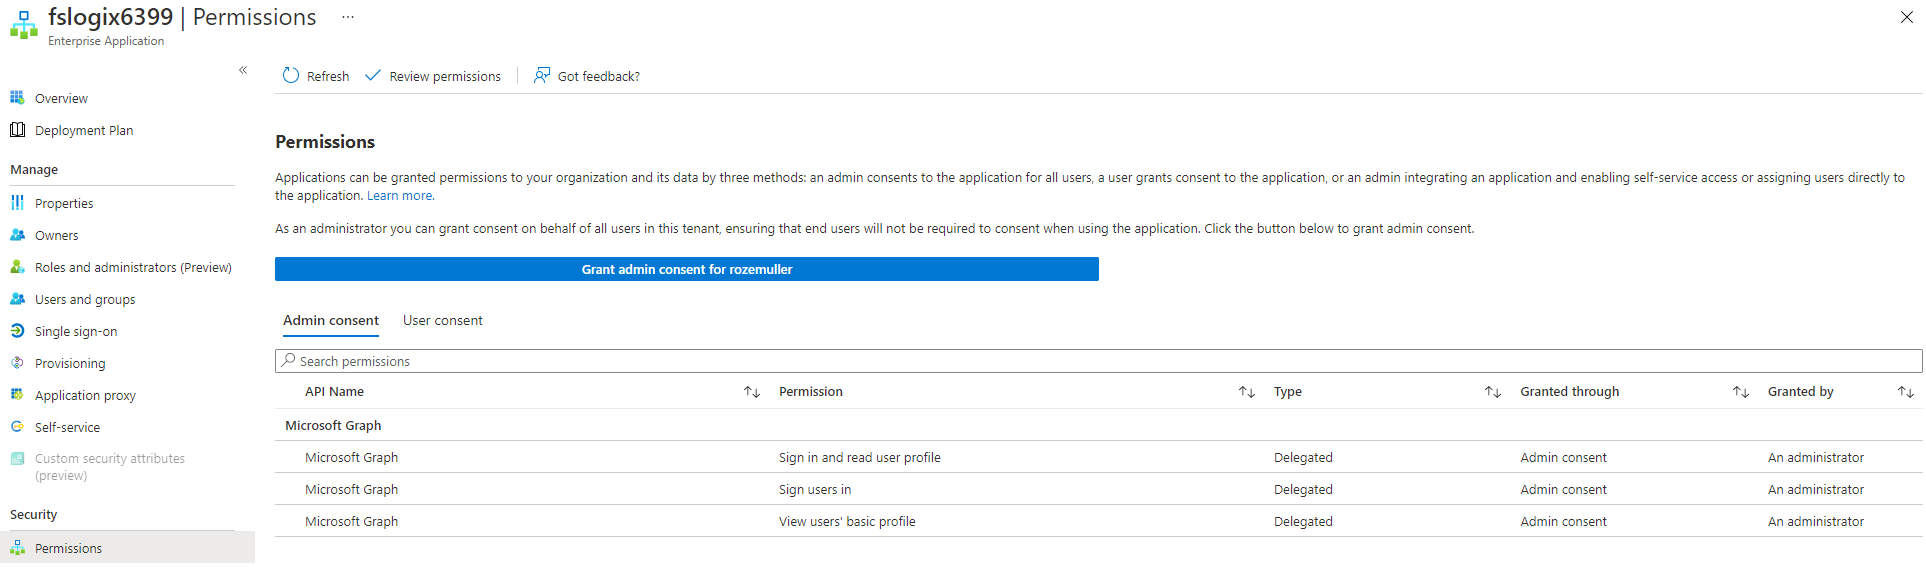 fslogix6399 | Permissions ...
Enterprise Application
«
Overview
Deployment Plan
Manage
Properties
Owners
Roles and administrators (Preview)
Users and groups
Single sign-on
Provisioning
Application proxy
Self-service
Custom security attributes
(preview)
Security
Permissions
Refresh Review permissions Got feedback?
Permissions
Applications can be granted permissions to your organization and its data by three methods: an admin consents to the application for all users, a user grants consent to the application, or an admin integrating an application and enabling self-service access or assigning users directly to
the application. Learn more.
As an administrator you can grant consent on behalf of all users in this tenant, ensuring that end users will not be required to consent when using the application. Click the button below to grant admin consent.
Grant admin consent for rozemuller
Admin consent User consent
Search permissions
API Name Permission Type Granted through Granted by
Microsoft Graph
Microsoft Graph Sign in and read user profile Delegated Admin consent An administrator
Microsoft Graph Sign users in Delegated Admin consent An administrator
Microsoft Graph View users' basic profile Delegated Admin consent An administrator